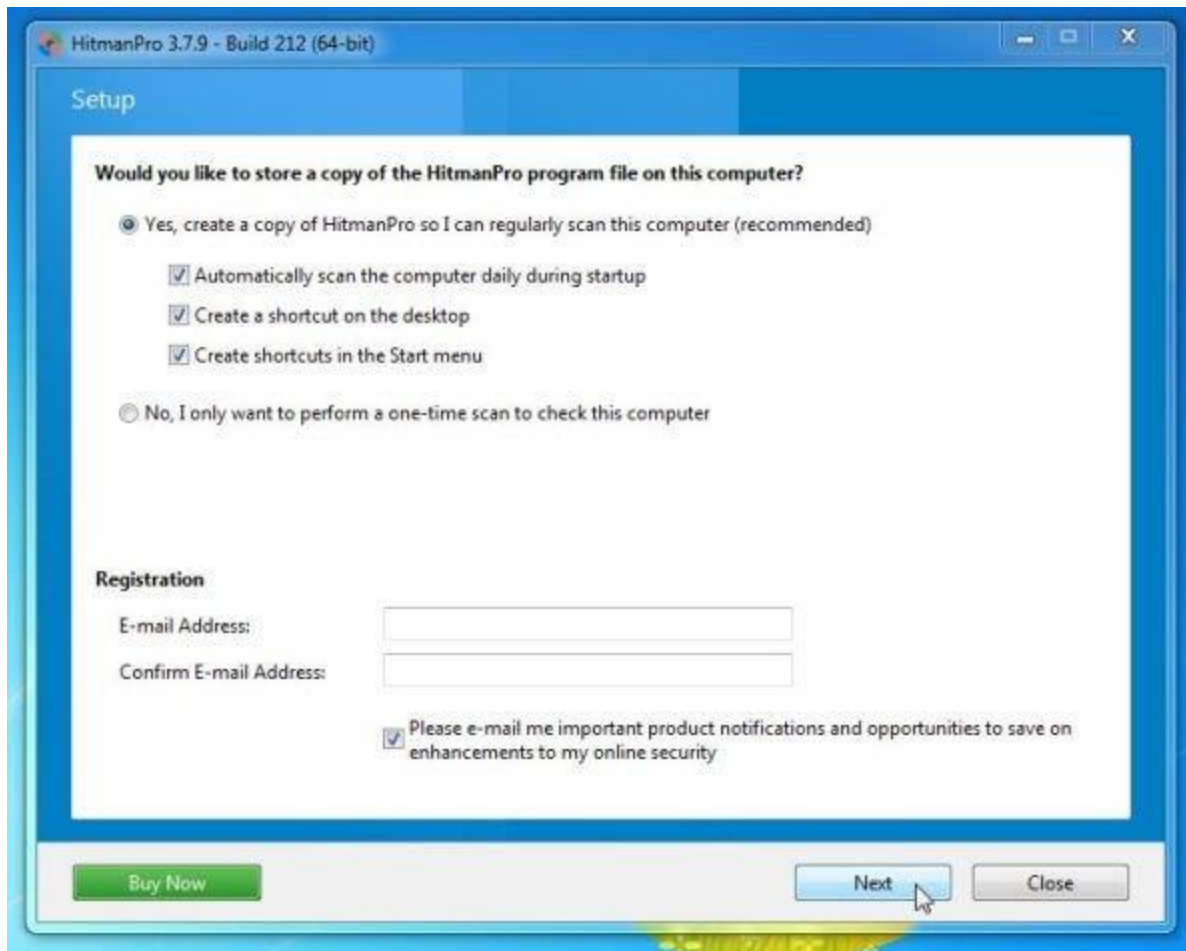 HitmanPro 3.7.9 - Build 212 (64-bit)
Setup
Would you like to store a copy of the HitmanPro program file on this computer?
Yes, create a copy of HitmanPro so I can regularly scan this computer (recommended)
Automatically scan the computer daily during startup
Create a shortcut on the desktop
Create shortcuts in the Start menu
No, I only want to perform a one-time scan to check this computer
Registration
E-mail Address:
Confirm E-mail Address:
Please e-mail me important product notifications and opportunities to save on
enhancements to my online security
Buy Now
Next
Close